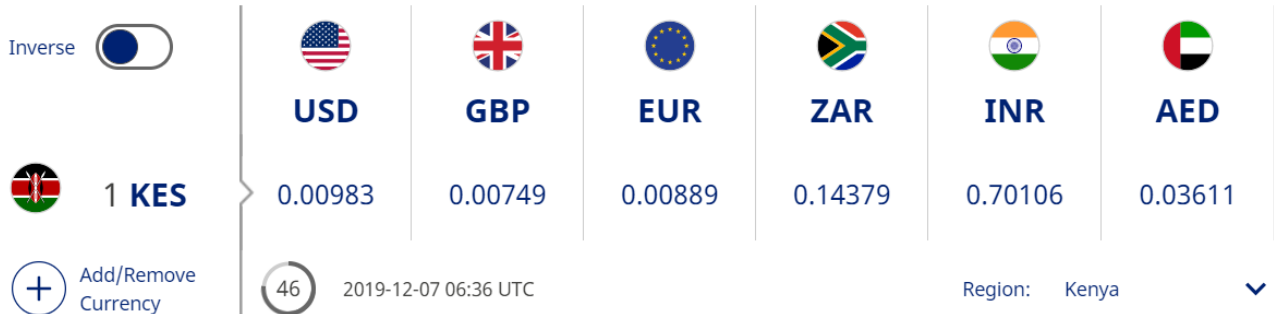 Inverse
USD GBP EUR ZAR INR AED
1 KES 0.00983 0.00749 0.00889 0.14379 0.70106 0.03611
Add/Remove
Currency
46 2019-12-07 06:36 UTC Region: Kenya